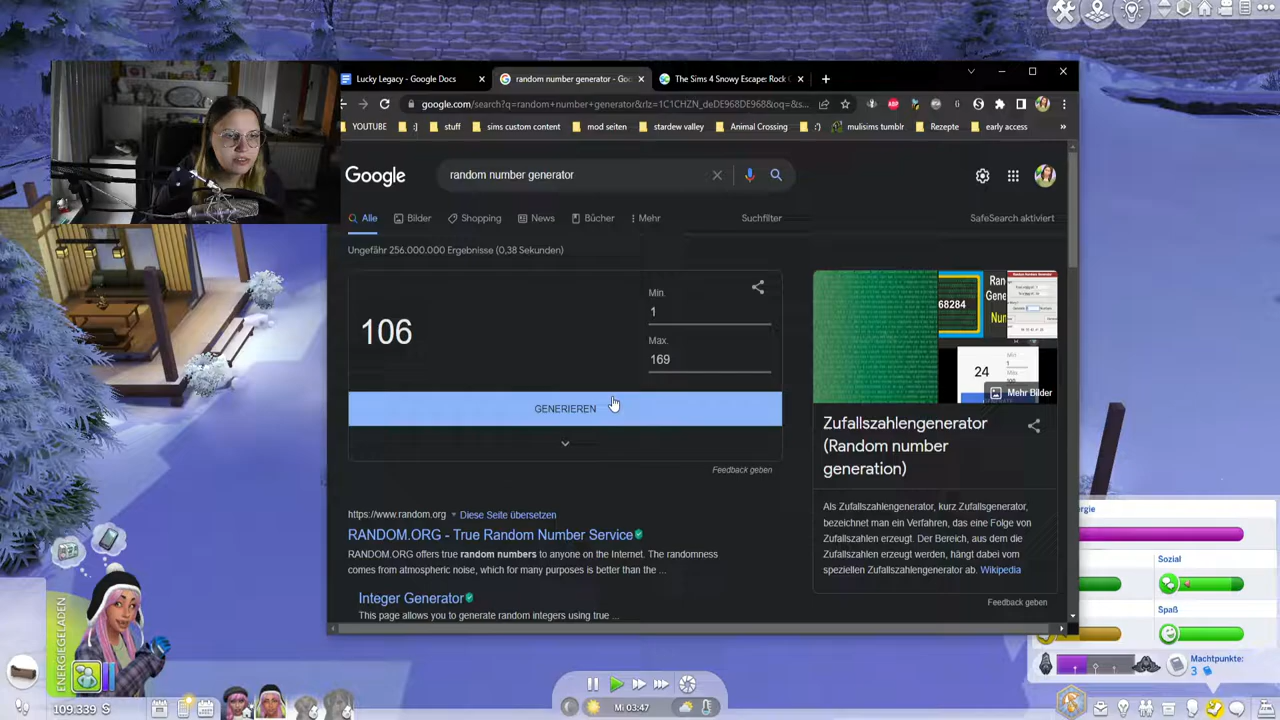 Lucky Legacy - Google Docs
random number generator - Goo
The Sims 4 Snowy Escape: Rock C
google.com/search?q=random+number+generator&rlz=1C1CHZN_deDE968DE968&oq=&s...
YOUTUBE
:)
stuff
sims custom content
mod seiten
stardew valley
Animal Crossing
:')
mulisims tumblr
Rezepte
early access
»
Google
random number generator
Alle
Bilder
Shopping
News
Bücher
Mehr
Suchfilter
SafeSearch aktiviert
Ungefähr 256.000.000 Ergebnisse (0,38 Sekunden)
106
Min.
1
Max.
169
GENERIEREN
Feedback geben
68284
Ran
Gene
Num
24
Mehr Bilder
Zufallszahlengenerator
(Random number
generation)
Als Zufallszahlengenerator, kurz Zufallsgenerator,
bezeichnet man ein Verfahren, das eine Folge von
Zufallszahlen erzeugt. Der Bereich, aus dem die
Zufallszahlen erzeugt werden, hängt dabei vom
speziellen Zufallszahlengenerator ab. Wikipedia
Feedback geben
https://www.random.org
Diese Seite übersetzen
RANDOM.ORG - True Random Number Service
RANDOM.ORG offers true random numbers to anyone on the Internet. The randomness
comes from atmospheric noise, which for many purposes is better than the ...
Integer Generator
This page allows you to generate random integers using true ...
ergie
Sozial
Spaß
Machtpunkte:
3
ENERGIEGELADEN
109.339 $
Mi 03:47